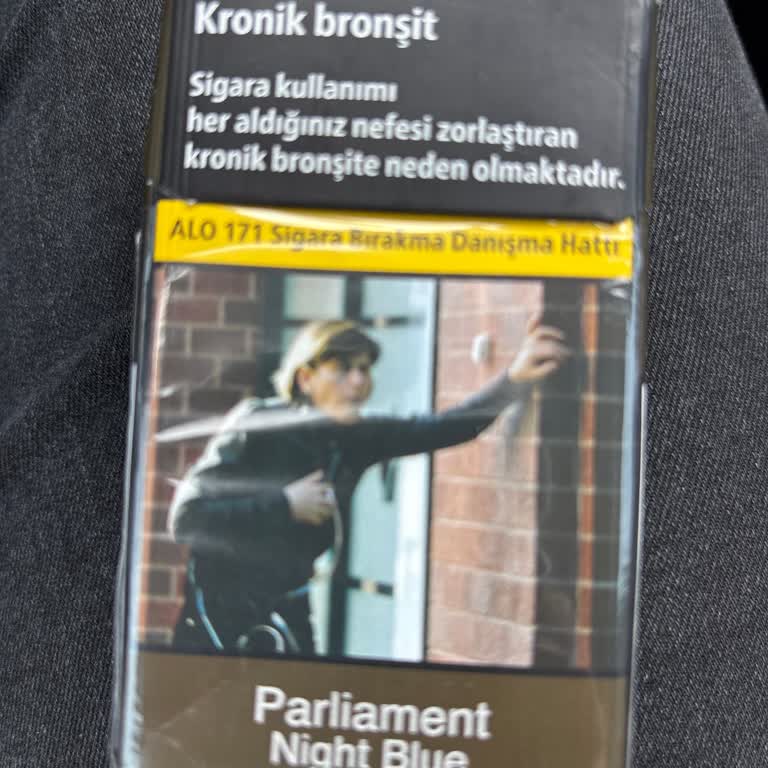 Kronik bronşit
Sigara kullanımı
her aldığınız nefesi zorlaştıran
kronik bronşite neden olmaktadır.
ALO 171 Sigara Bırakma Danışma Hattı
Parliament
Night Blue